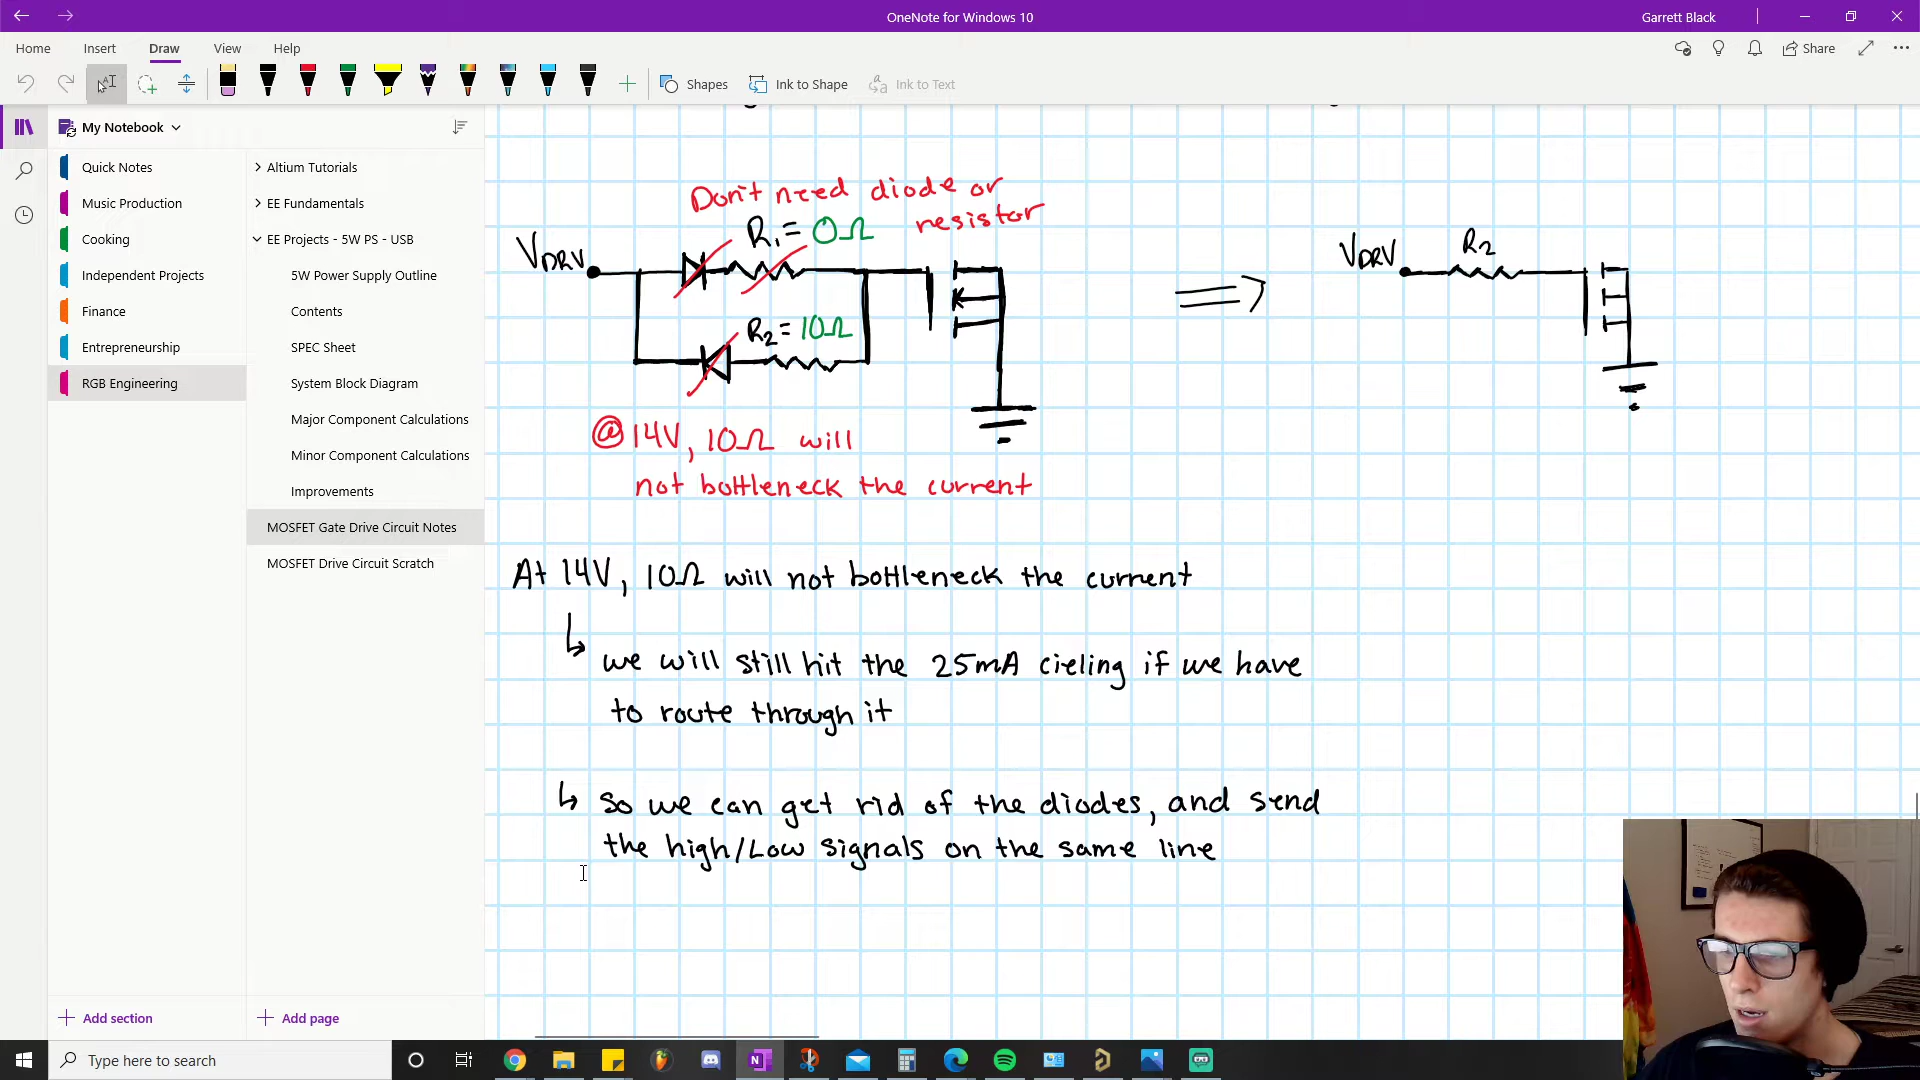 OneNote for Windows 10
Garrett Black
Home Insert Draw View Help
Share
Shapes Ink to Shape Ink to Text
My Notebook
Quick Notes
Music Production
Cooking
Independent Projects
Finance
Entrepreneurship
RGB Engineering
Altium Tutorials
EE Fundamentals
EE Projects - 5W PS - USB
5W Power Supply Outline
Contents
SPEC Sheet
System Block Diagram
Major Component Calculations
Minor Component Calculations
Improvements
MOSFET Gate Drive Circuit Notes
MOSFET Drive Circuit Scratch
Don't need diode or
resistor
R1 = 0Ω
VDRV
R2 = 10Ω
@14V, 10Ω will
not bottleneck the current
VDRV
R2
At 14V, 10Ω will not bottleneck the current
we will still hit the 25mA cieling if we have
to route through it
so we can get rid of the diodes, and send
the high/Low signals on the same line
Add section
Add page
Type here to search